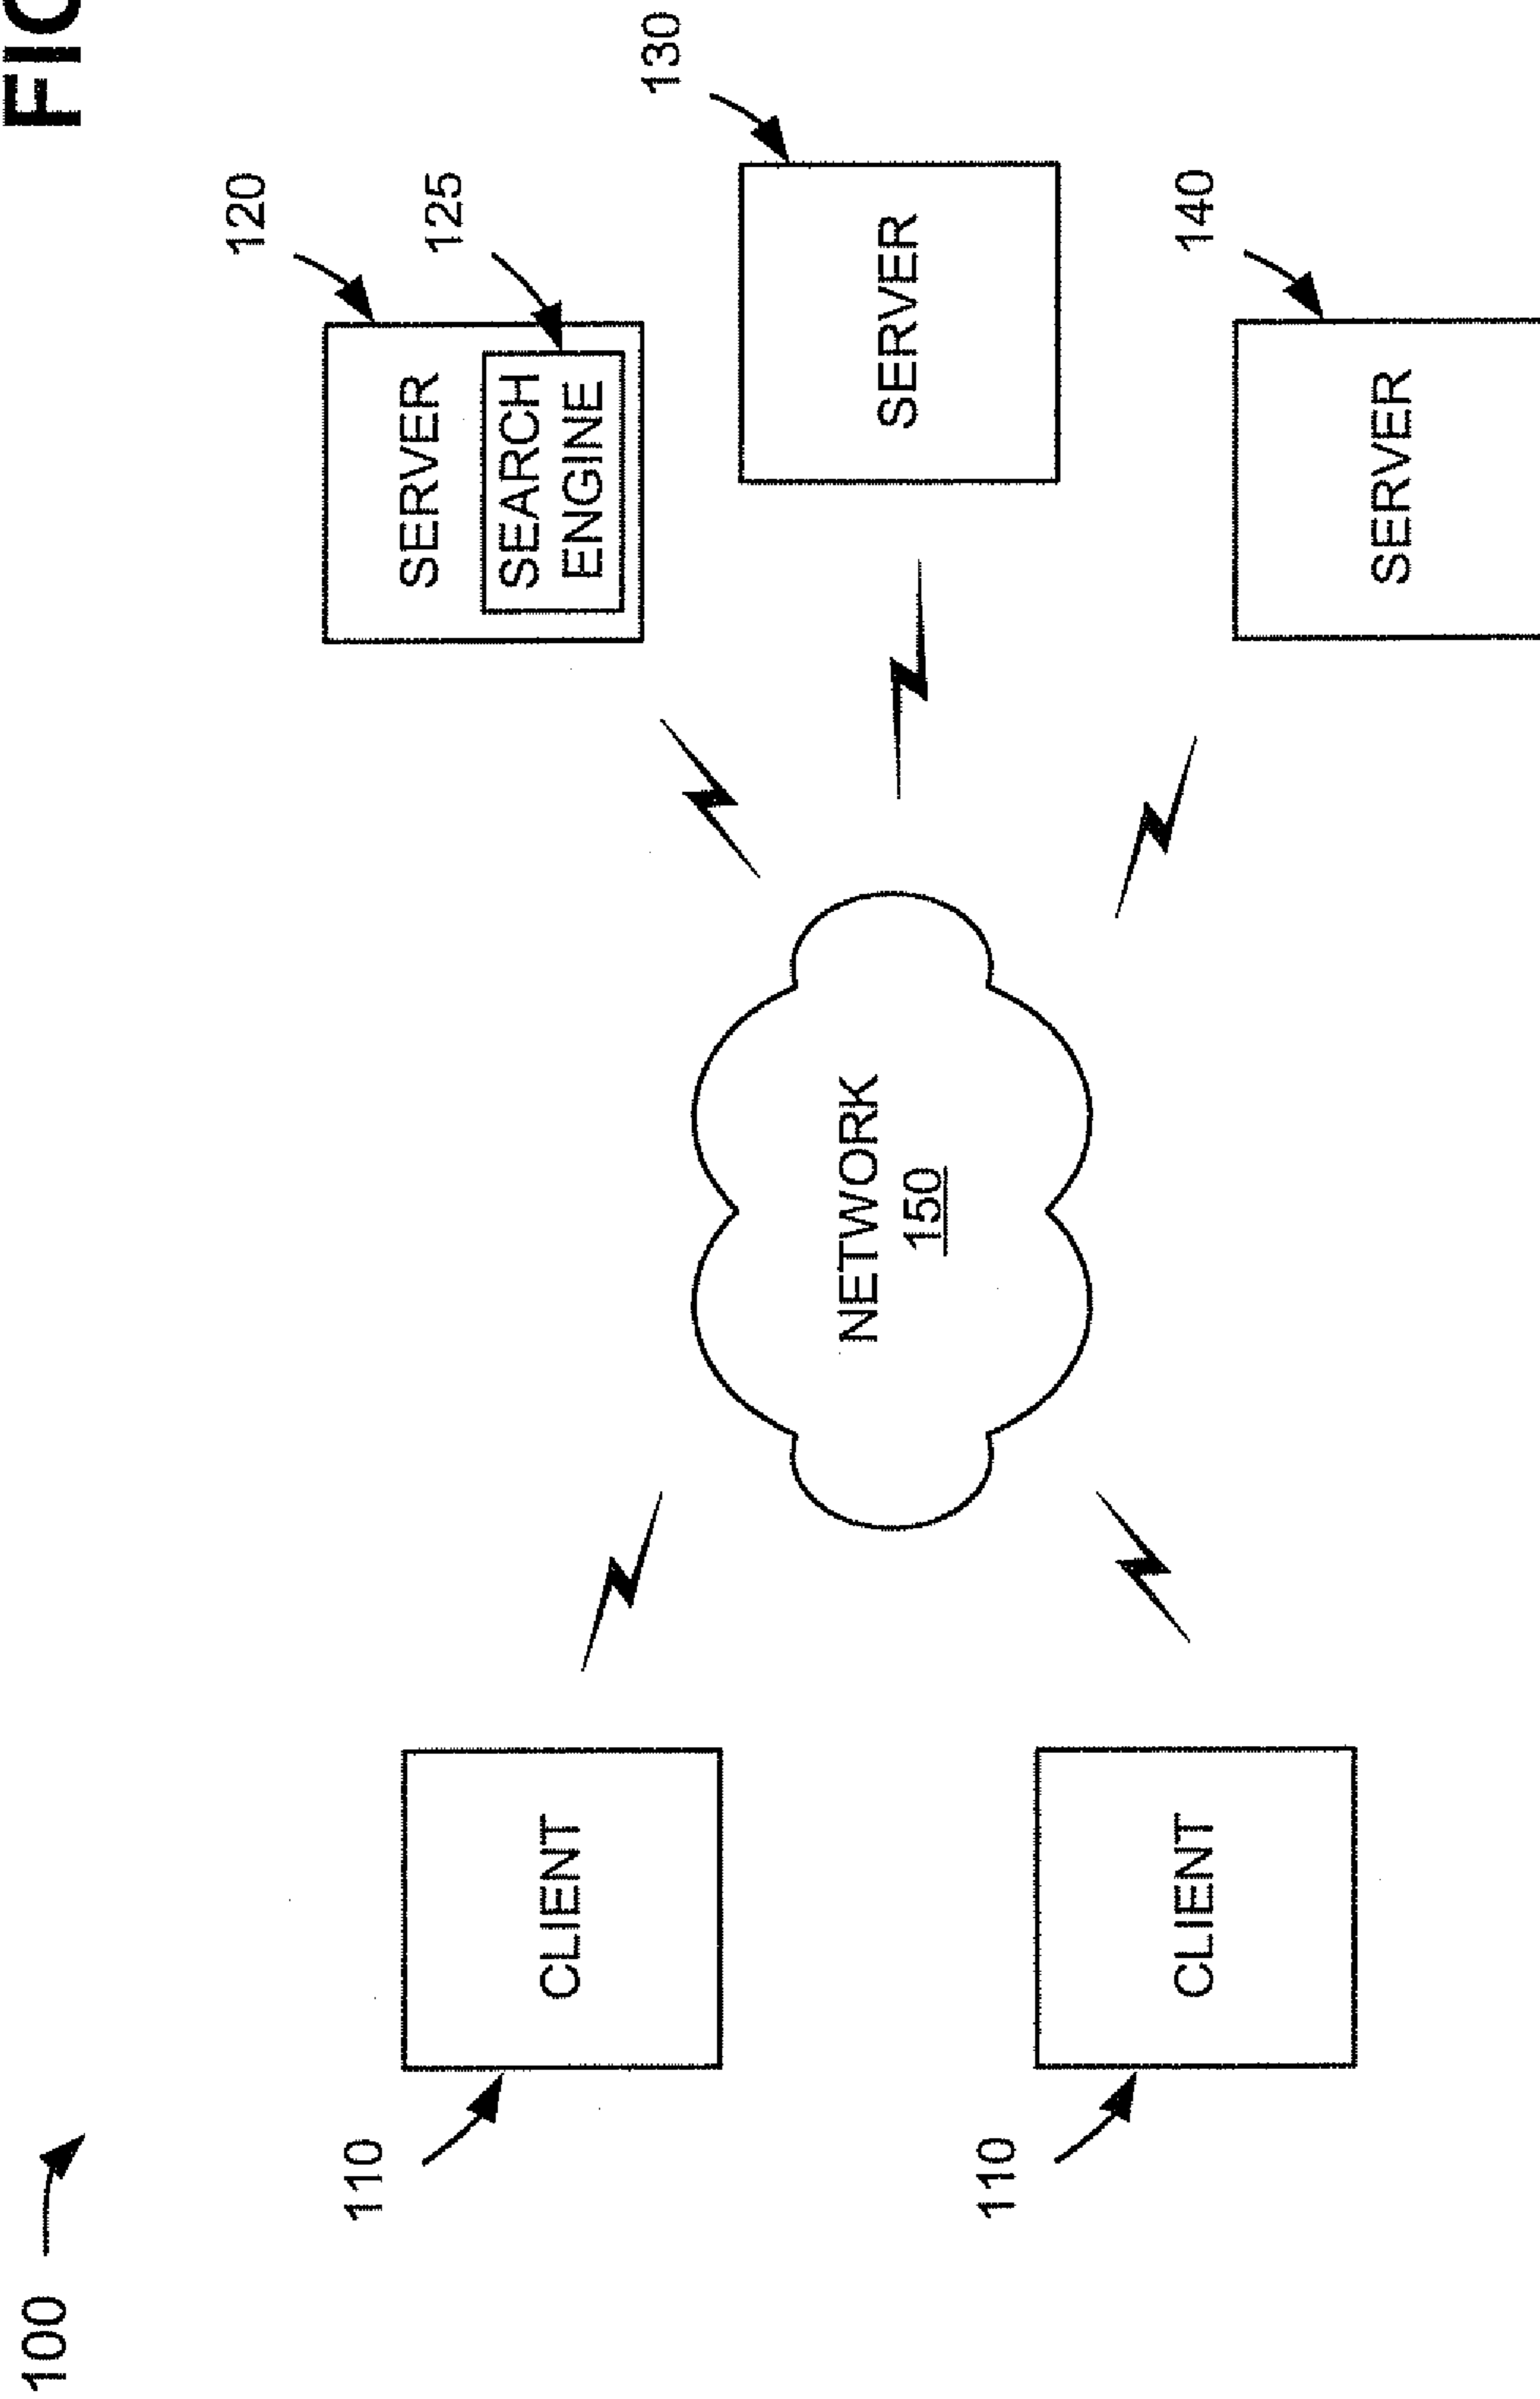 FIG
100
120
SERVER
125
SEARCH
ENGINE
130
SERVER
140
SERVER
NETWORK
150
110
CLIENT
110
CLIENT